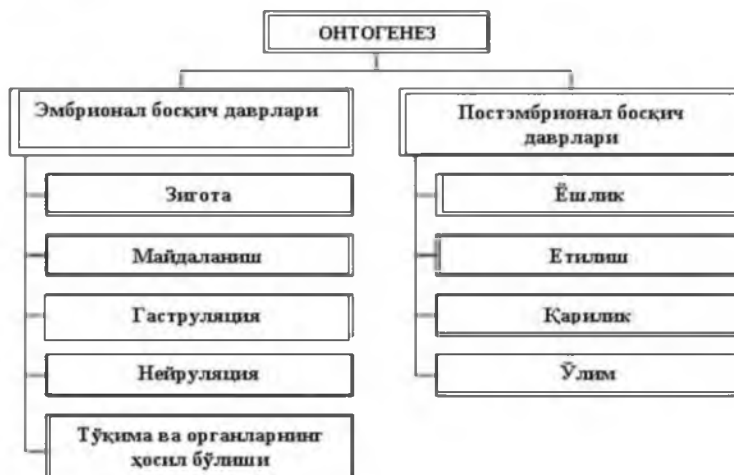 ОНТОГЕНЕЗ
Эмбрионал босқич даврлари
Зигота
Майдаланиш
Гаструляция
Нейруляция
Тўқима ва органларнинг
ҳосил бўлиши
Постэмбрионал босқич
даврлари
Ёшлик
Етилиш
Қарилик
Ўлим